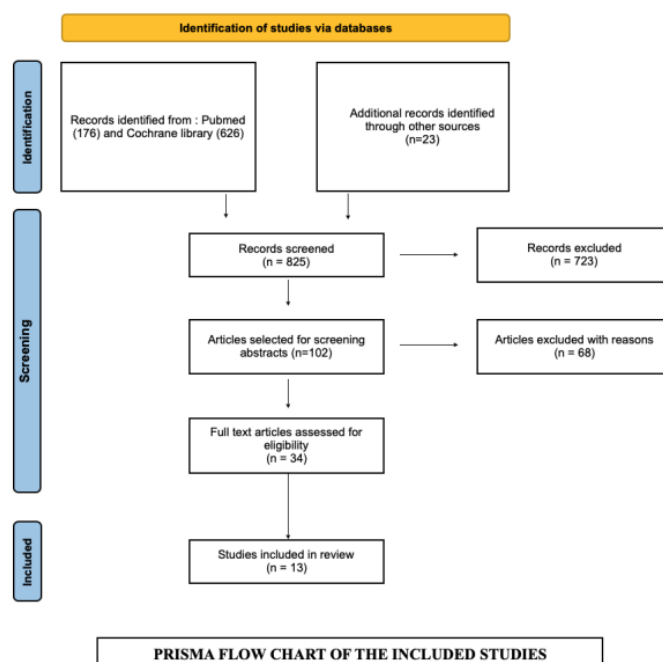 Identification of studies via databases
Identification
Records identified from : Pubmed
(176) and Cochrane library (626)
Additional records identified
through other sources
(n=23)
Screening
Records screened
(n = 825)
Records excluded
(n = 723)
Articles selected for screening
abstracts (n=102)
Articles excluded with reasons
(n = 68)
Full text articles assessed for
eligibility
(n = 34)
Included
Studies included in review
(n = 13)
PRISMA FLOW CHART OF THE INCLUDED STUDIES